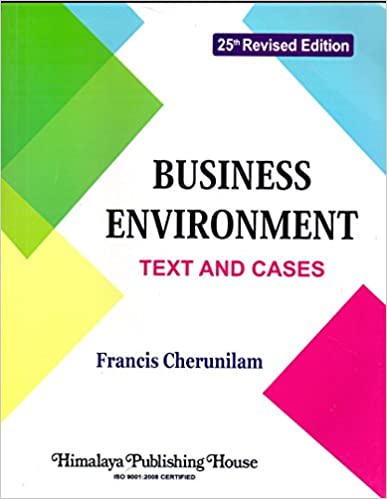 25th Revised Edition
BUSINESS
ENVIRONMENT
TEXT AND CASES
Francis Cherunilam
Himalaya Publishing House
ISO 9001:2008 CERTIFIED